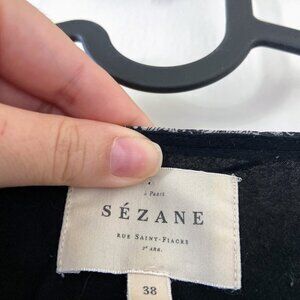 à Paris
SÉZANE
RUE SAINT-FIACRE
2e ARR.
38